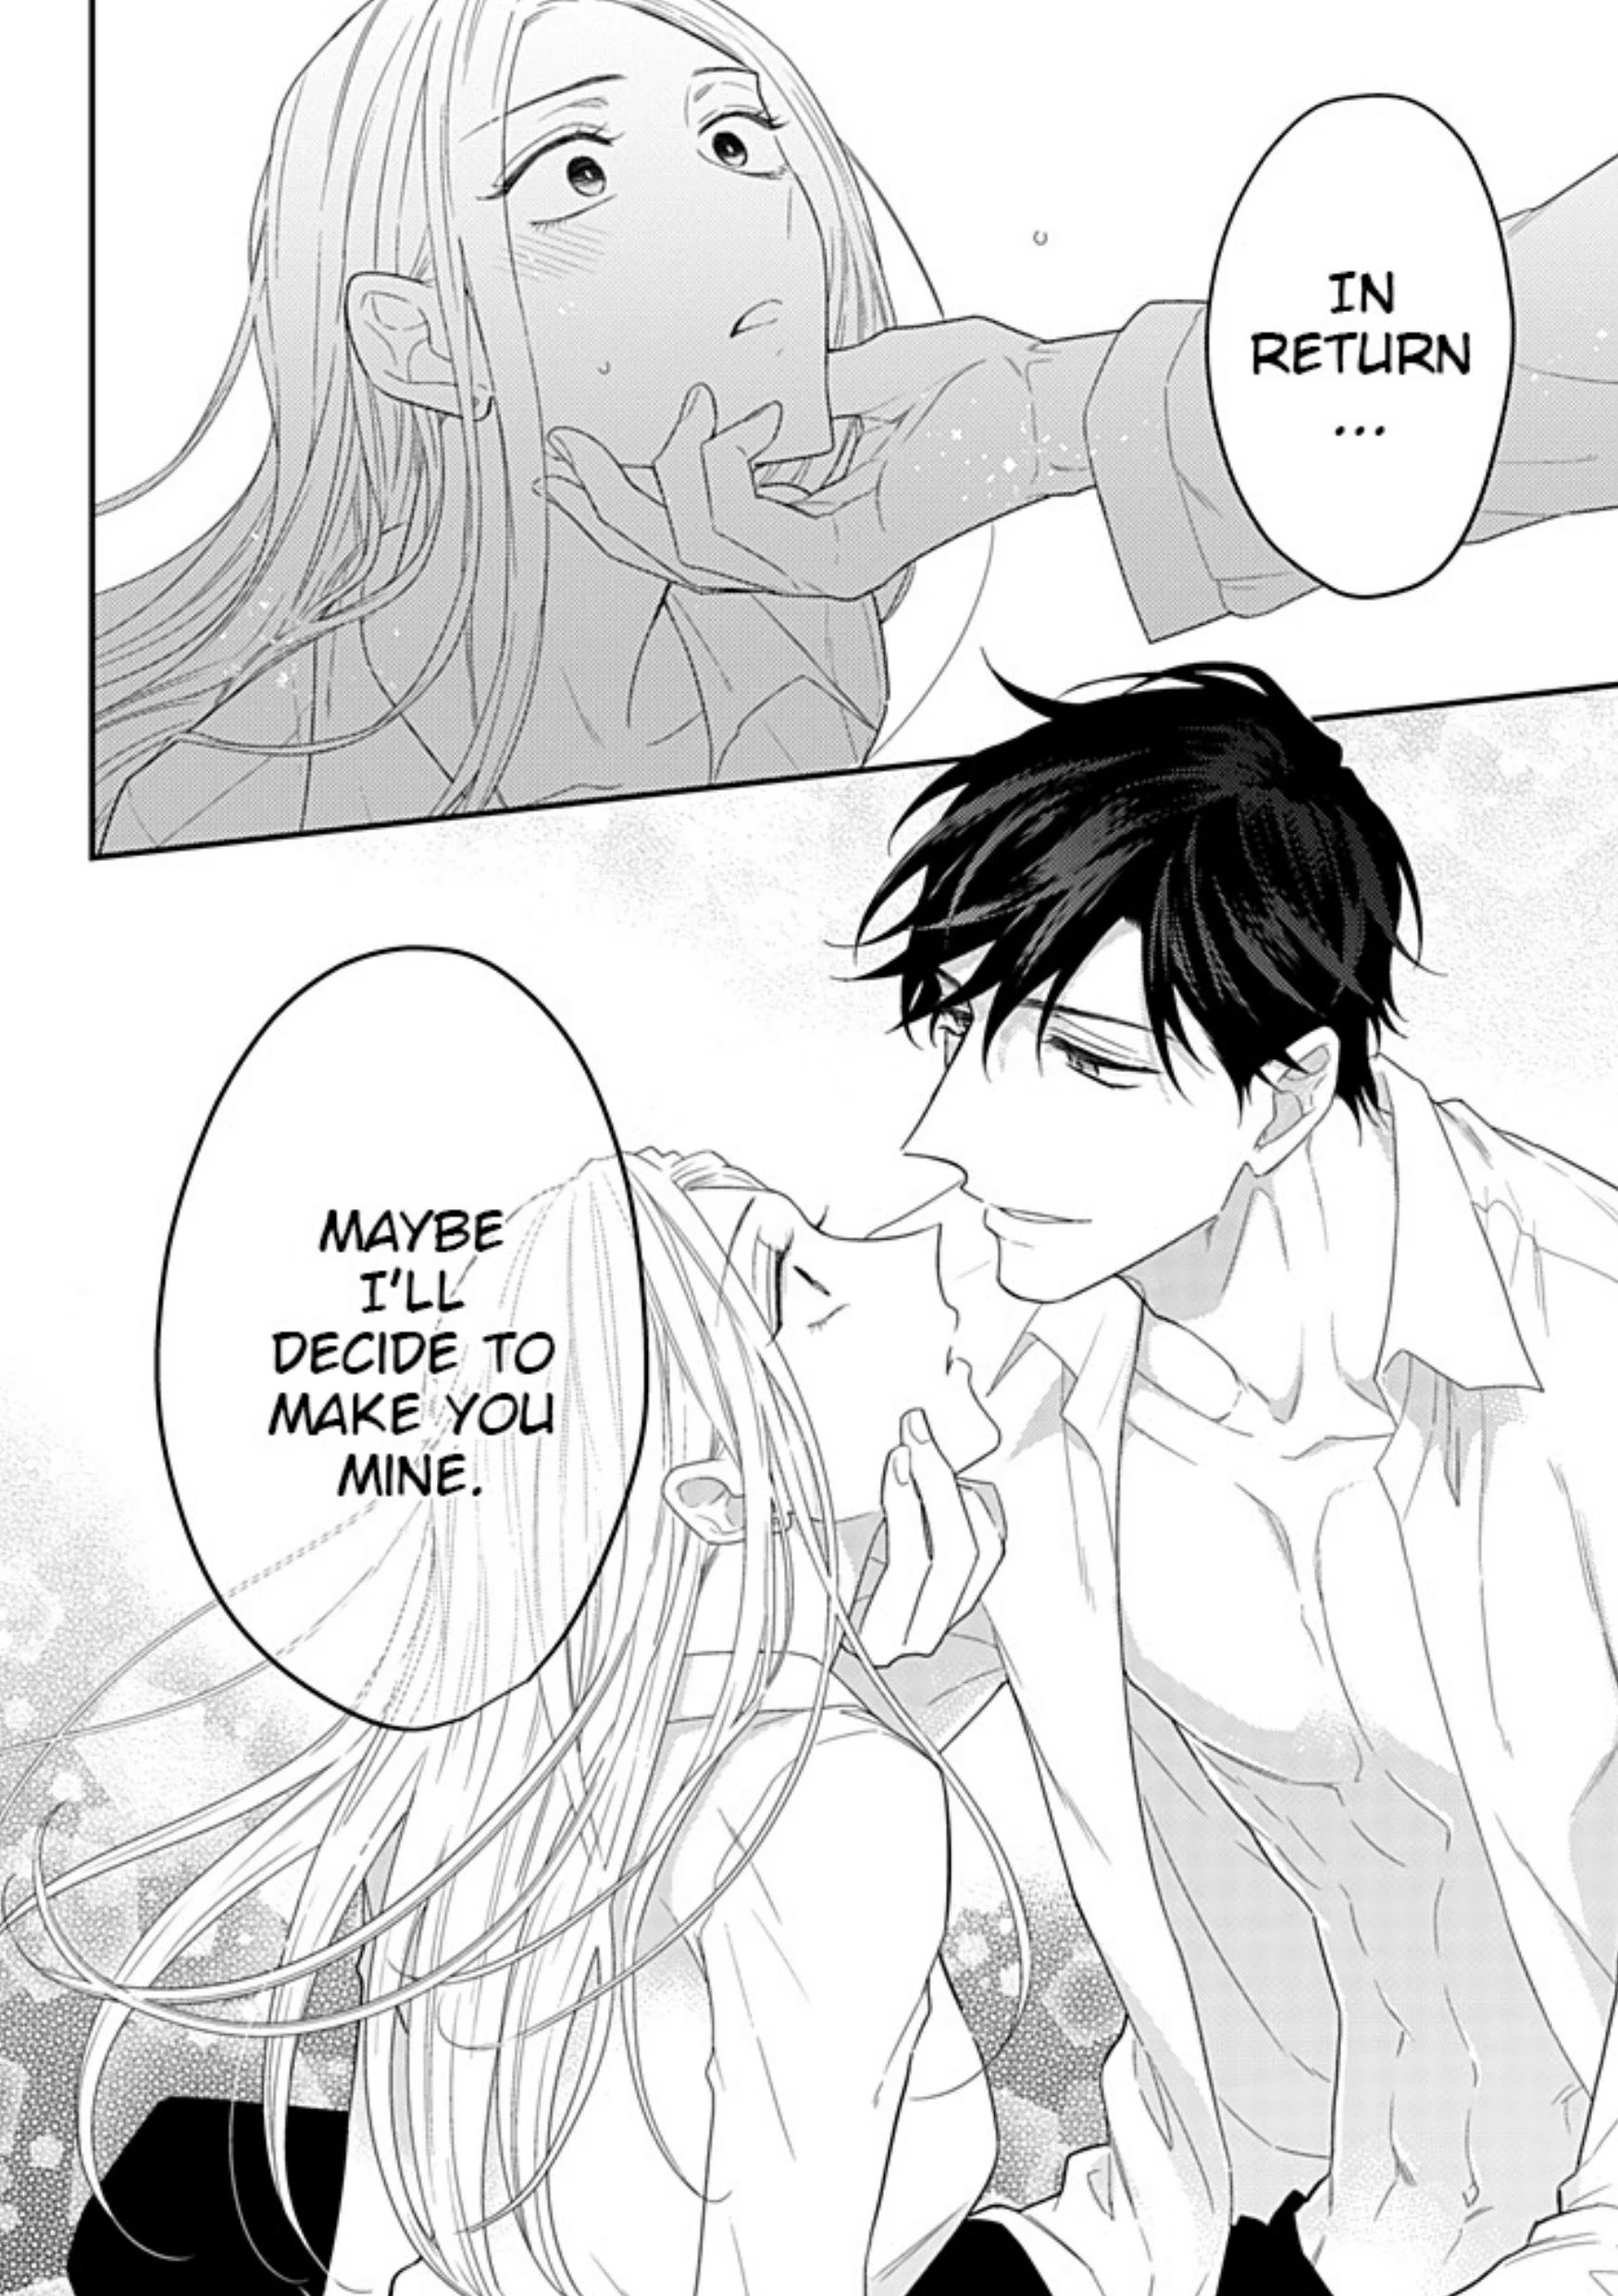 IN
RETURN
...
MAYBE
I'LL
DECIDE TO
MAKE YOU
MINE.